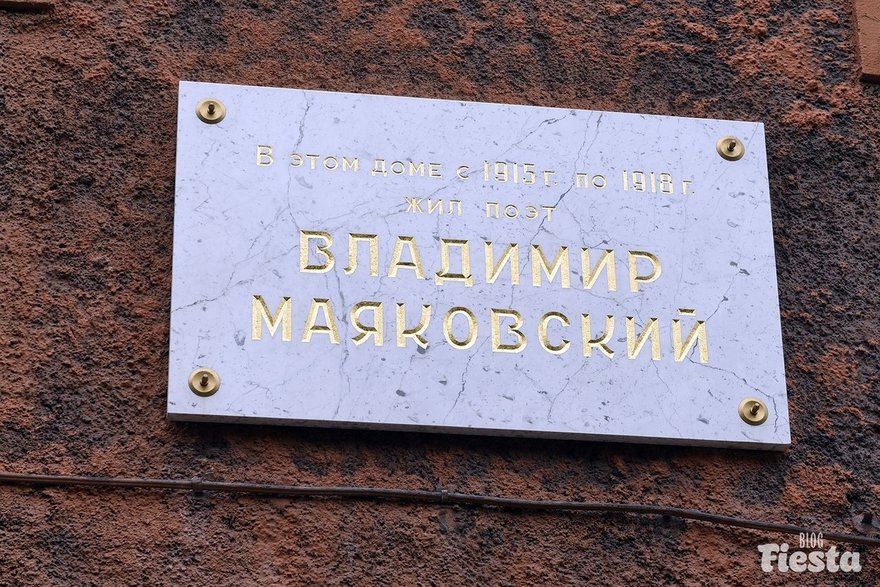 В этом доме с 1915 г. по 1918 г.
жил поэт
ВЛАДИМИР
МАЯКОВСКИЙ
BLOG
Fiesta